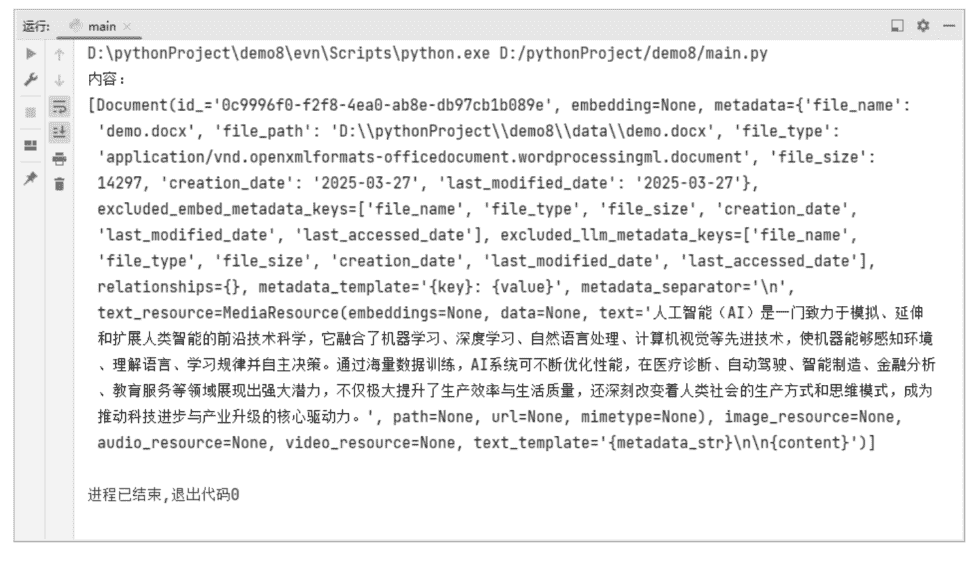 运行: main ×
D:\pythonProject\demo8\evn\Scripts\python.exe D:/pythonProject/demo8/main.py
内容:
[Document(id_='0c9996f0-f2f8-4ea0-ab8e-db97cb1b089e', embedding=None, metadata={'file_name':
'demo.docx', 'file_path': 'D:\\pythonProject\\demo8\\data\\demo.docx', 'file_type':
'application/vnd.openxmlformats-officedocument.wordprocessingml.document', 'file_size':
14297, 'creation_date': '2025-03-27', 'last_modified_date': '2025-03-27'},
excluded_embed_metadata_keys=['file_name', 'file_type', 'file_size', 'creation_date',
'last_modified_date', 'last_accessed_date'], excluded_llm_metadata_keys=['file_name',
'file_type', 'file_size', 'creation_date', 'last_modified_date', 'last_accessed_date'],
relationships={}, metadata_template='{key}: {value}', metadata_separator='\n',
text_resource=MediaResource(embeddings=None, data=None, text='人工智能（AI）是一门致力于模拟、延伸
和扩展人类智能的前沿技术科学，它融合了机器学习、深度学习、自然语言处理、计算机视觉等先进技术，使机器能够感知环境
、理解语言、学习规律并自主决策。通过海量数据训练，AI系统可不断优化性能，在医疗诊断、自动驾驶、智能制造、金融分析
、教育服务等领域展现出强大潜力，不仅极大提升了生产效率与生活质量，还深刻改变着人类社会的生产方式和思维模式，成为
推动科技进步与产业升级的核心驱动力。', path=None, url=None, mimetype=None), image_resource=None,
audio_resource=None, video_resource=None, text_template='{metadata_str}\n\n{content}')]
进程已结束,退出代码0